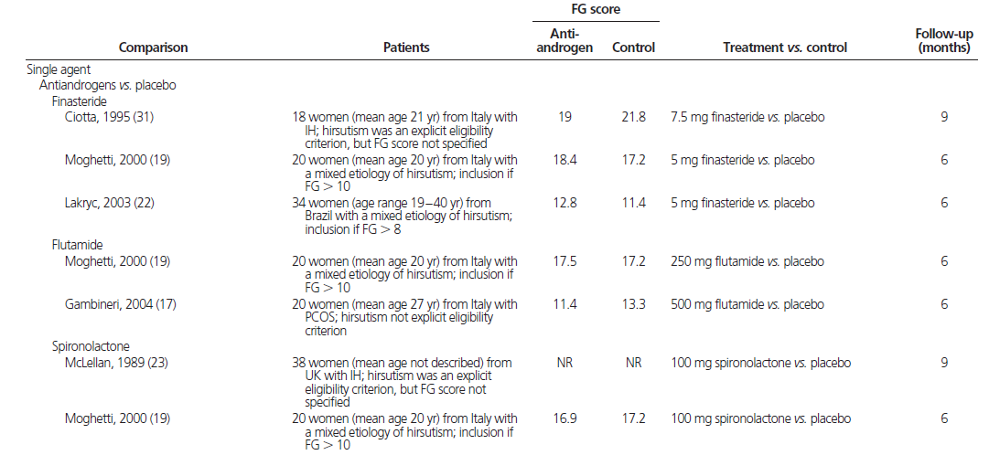 FG score
Comparison Patients Anti-androgen Control Treatment vs. control Follow-up (months)
Single agent
Antiandrogens vs. placebo
Finasteride
Ciotta, 1995 (31) 18 women (mean age 21 yr) from Italy with 19 21.8 7.5 mg finasteride vs. placebo 9
IH; hirsutism was an explicit eligibility
criterion, but FG score not specified
Moghetti, 2000 (19) 20 women (mean age 20 yr) from Italy with 18.4 17.2 5 mg finasteride vs. placebo 6
a mixed etiology of hirsutism; inclusion if
FG > 10
Lakryc, 2003 (22) 34 women (age range 19–40 yr) from 12.8 11.4 5 mg finasteride vs. placebo 6
Brazil with a mixed etiology of hirsutism;
inclusion if FG > 8
Flutamide
Moghetti, 2000 (19) 20 women (mean age 20 yr) from Italy with 17.5 17.2 250 mg flutamide vs. placebo 6
a mixed etiology of hirsutism; inclusion if
FG > 10
Gambineri, 2004 (17) 20 women (mean age 27 yr) from Italy with 11.4 13.3 500 mg flutamide vs. placebo 6
PCOS; hirsutism not explicit eligibility
criterion
Spironolactone
McLellan, 1989 (23) 38 women (mean age not described) from NR NR 100 mg spironolactone vs. placebo 9
UK with IH; hirsutism was an explicit
eligibility criterion, but FG score not
specified
Moghetti, 2000 (19) 20 women (mean age 20 yr) from Italy with 16.9 17.2 100 mg spironolactone vs. placebo 6
a mixed etiology of hirsutism; inclusion if
FG > 10